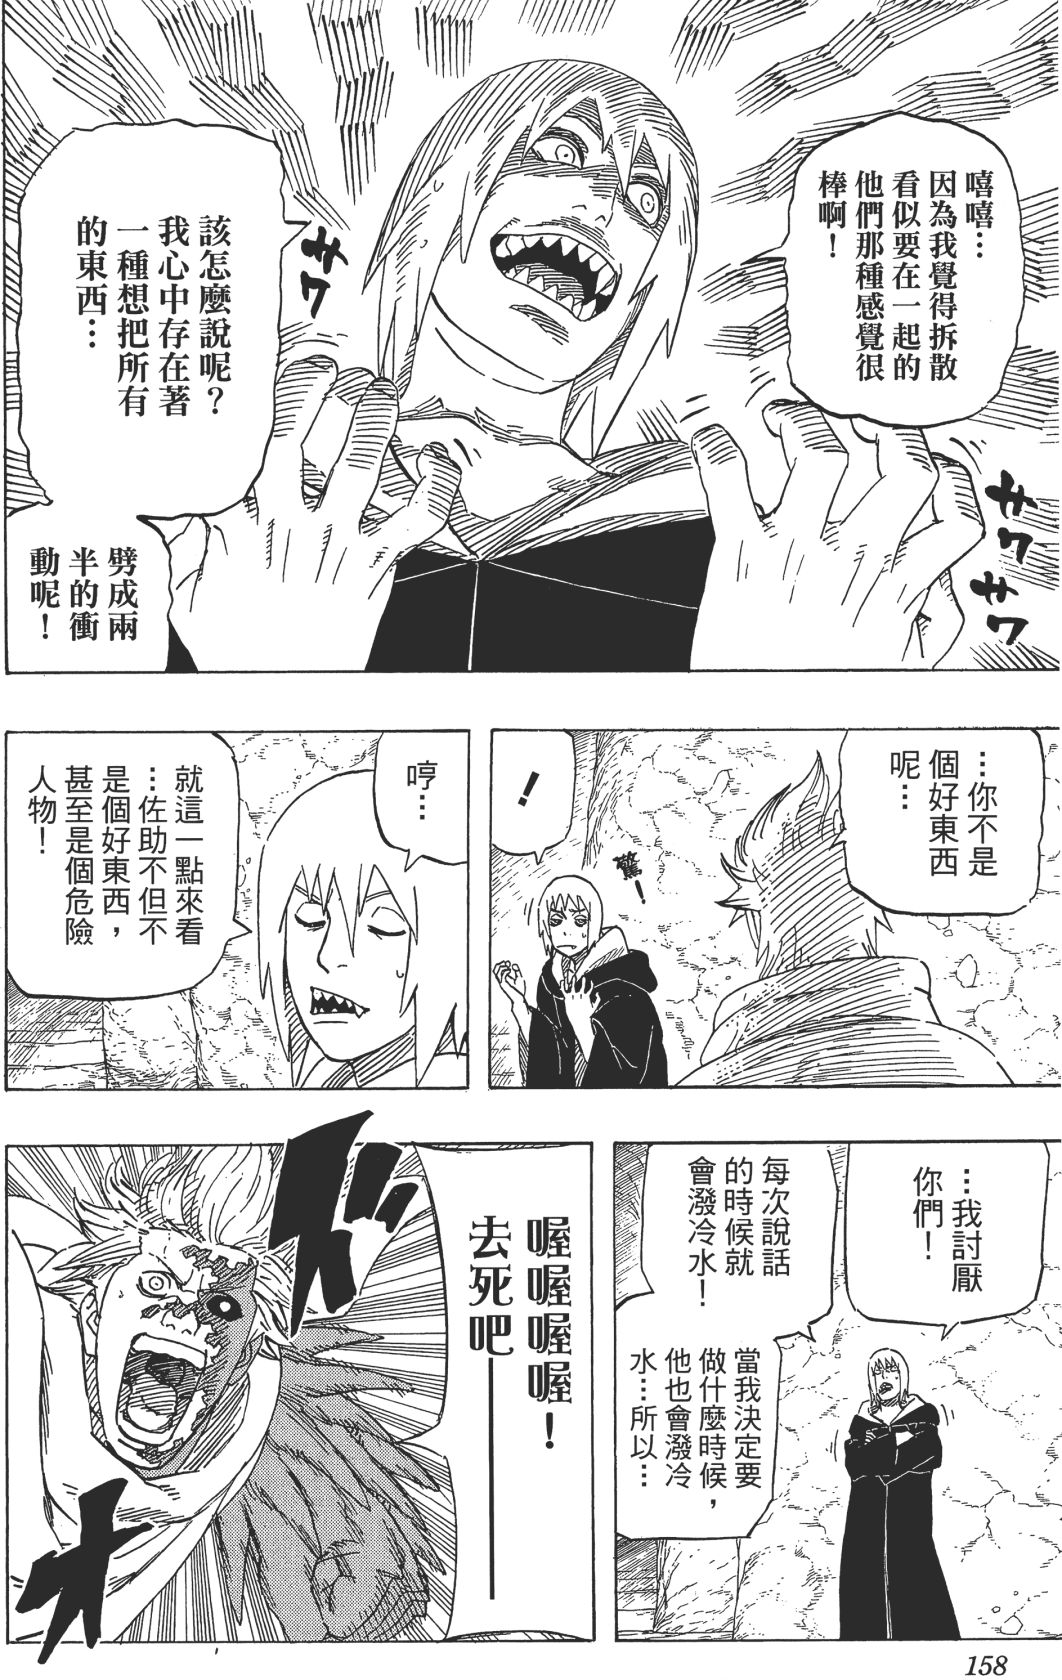 嘻嘻…
因為我覺得拆散
看似要在一起的
他們那種感覺很
棒啊！
サワ
サワ
サワ
該怎麼說呢？
我心中存在著
一種想把所有
的東西…
劈成兩
半的衝
動呢！
…你不是
個好東西
呢…
！
驚！
哼…
就這一點來看
…佐助不但不
是個好東西，
甚至是個危險
人物！
…我討厭
你們！
每次說話
的時候就
會潑冷水！
當我決定要
做什麼時候，
他也會潑冷
水…所以…
喔喔喔喔！
去死吧——
バオ
158